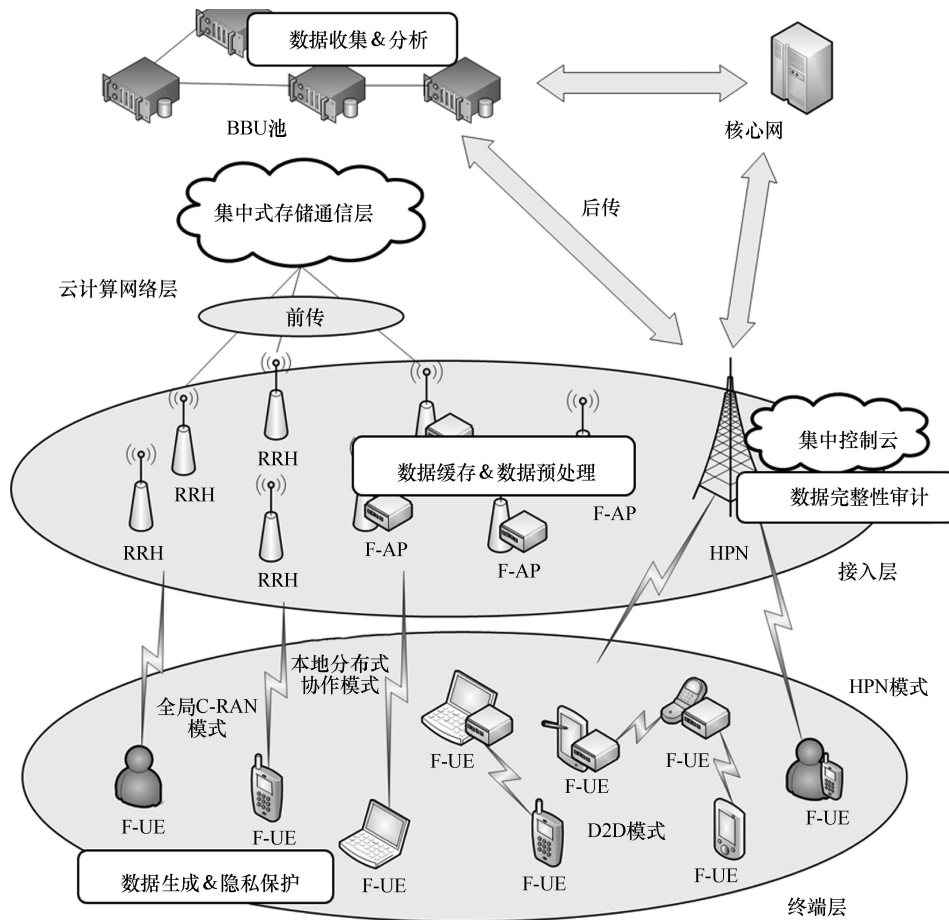 数据收集&分析
BBU池
核心网
集中式存储通信层
后传
云计算网络层
前传
集中控制云
RRH
数据缓存&数据预处理
RRH
数据完整性审计
F-AP
RRH
F-AP
HPN
RRH
F-AP
接入层
本地分布式
协作模式
全局C-RAN
模式
HPN模式
F-UE
F-UE
F-UE
F-UE
F-UE
F-UE
D2D模式
F-UE
F-UE
F-UE
数据生成&隐私保护
终端层